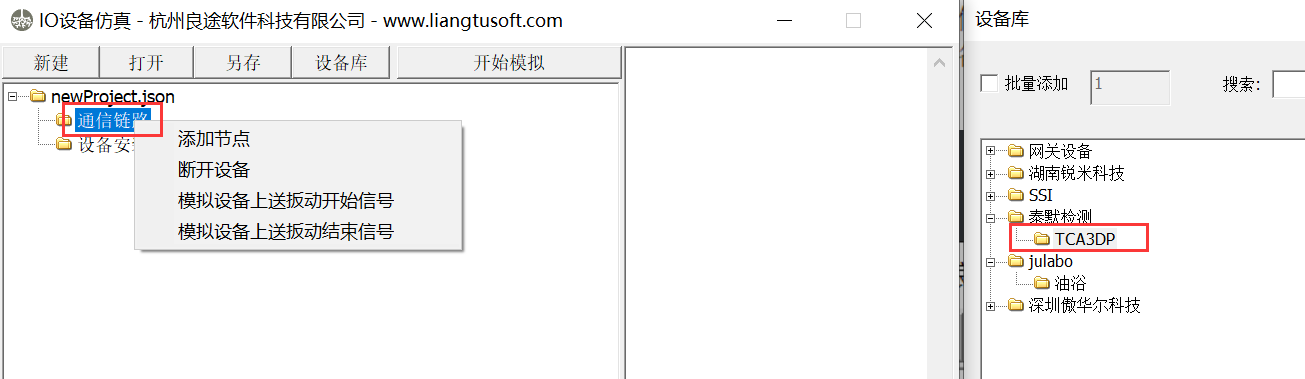 IO设备仿真 - 杭州良途软件科技有限公司 - www.liangtusoft.com
新建 打开 另存 设备库 开始模拟
newProject.json
通信链路
设备安
添加节点
断开设备
模拟设备上送扳动开始信号
模拟设备上送扳动结束信号
设备库
批量添加 1 搜索:
网关设备
湖南锐米科技
SSI
泰默检测
TCA3DP
julabo
油浴
深圳傲华尔科技